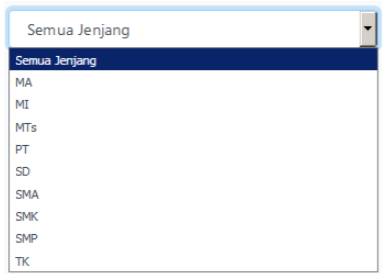 Semua Jenjang
Semua Jenjang
MA
MI
MTs
PT
SD
SMA
SMK
SMP
TK